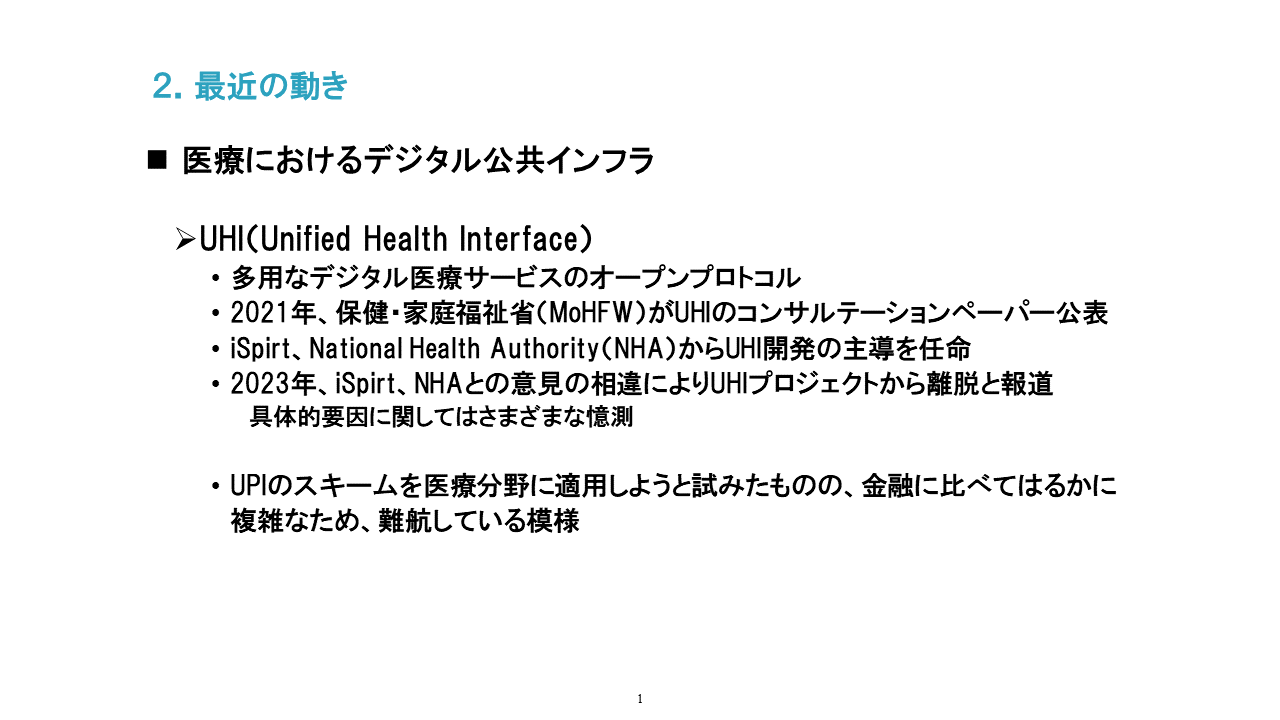 ２．最近の動き
■ 医療におけるデジタル公共インフラ
➢UHI（Unified Health Interface）
• 多用なデジタル医療サービスのオープンプロトコル
• 2021年、保健・家庭福祉省（MoHFW）がUHIのコンサルテーションペーパー公表
• iSpirt、National Health Authority（NHA）からUHI開発の主導を任命
• 2023年、iSpirt、NHAとの意見の相違によりUHIプロジェクトから離脱と報道
具体的要因に関してはさまざまな憶測
• UPIのスキームを医療分野に適用しようと試みたものの、金融に比べてはるかに
複雑なため、難航している模様
1